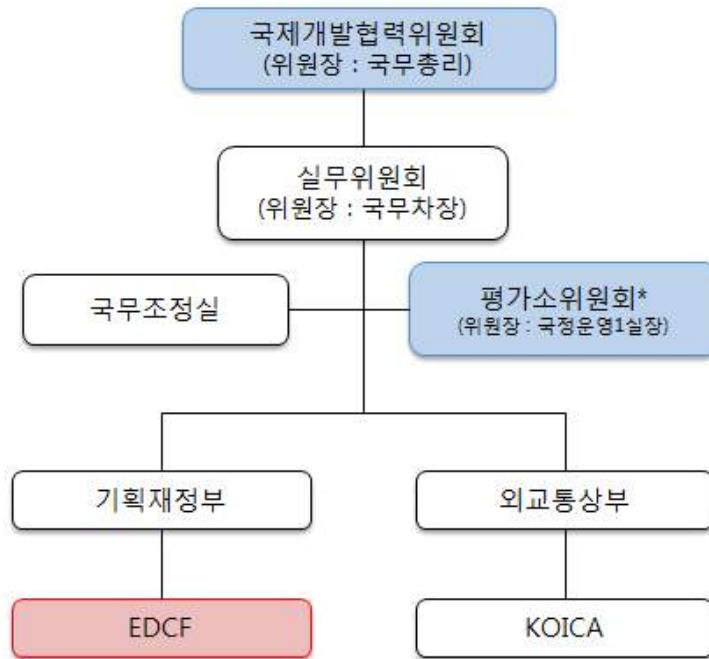 국제개발협력위원회
(위원장 : 국무총리)
실무위원회
(위원장 : 국무차장)
국무조정실
평가소위원회*
(위원장 : 국정운영1실장)
기획재정부
외교통상부
EDCF
KOICA